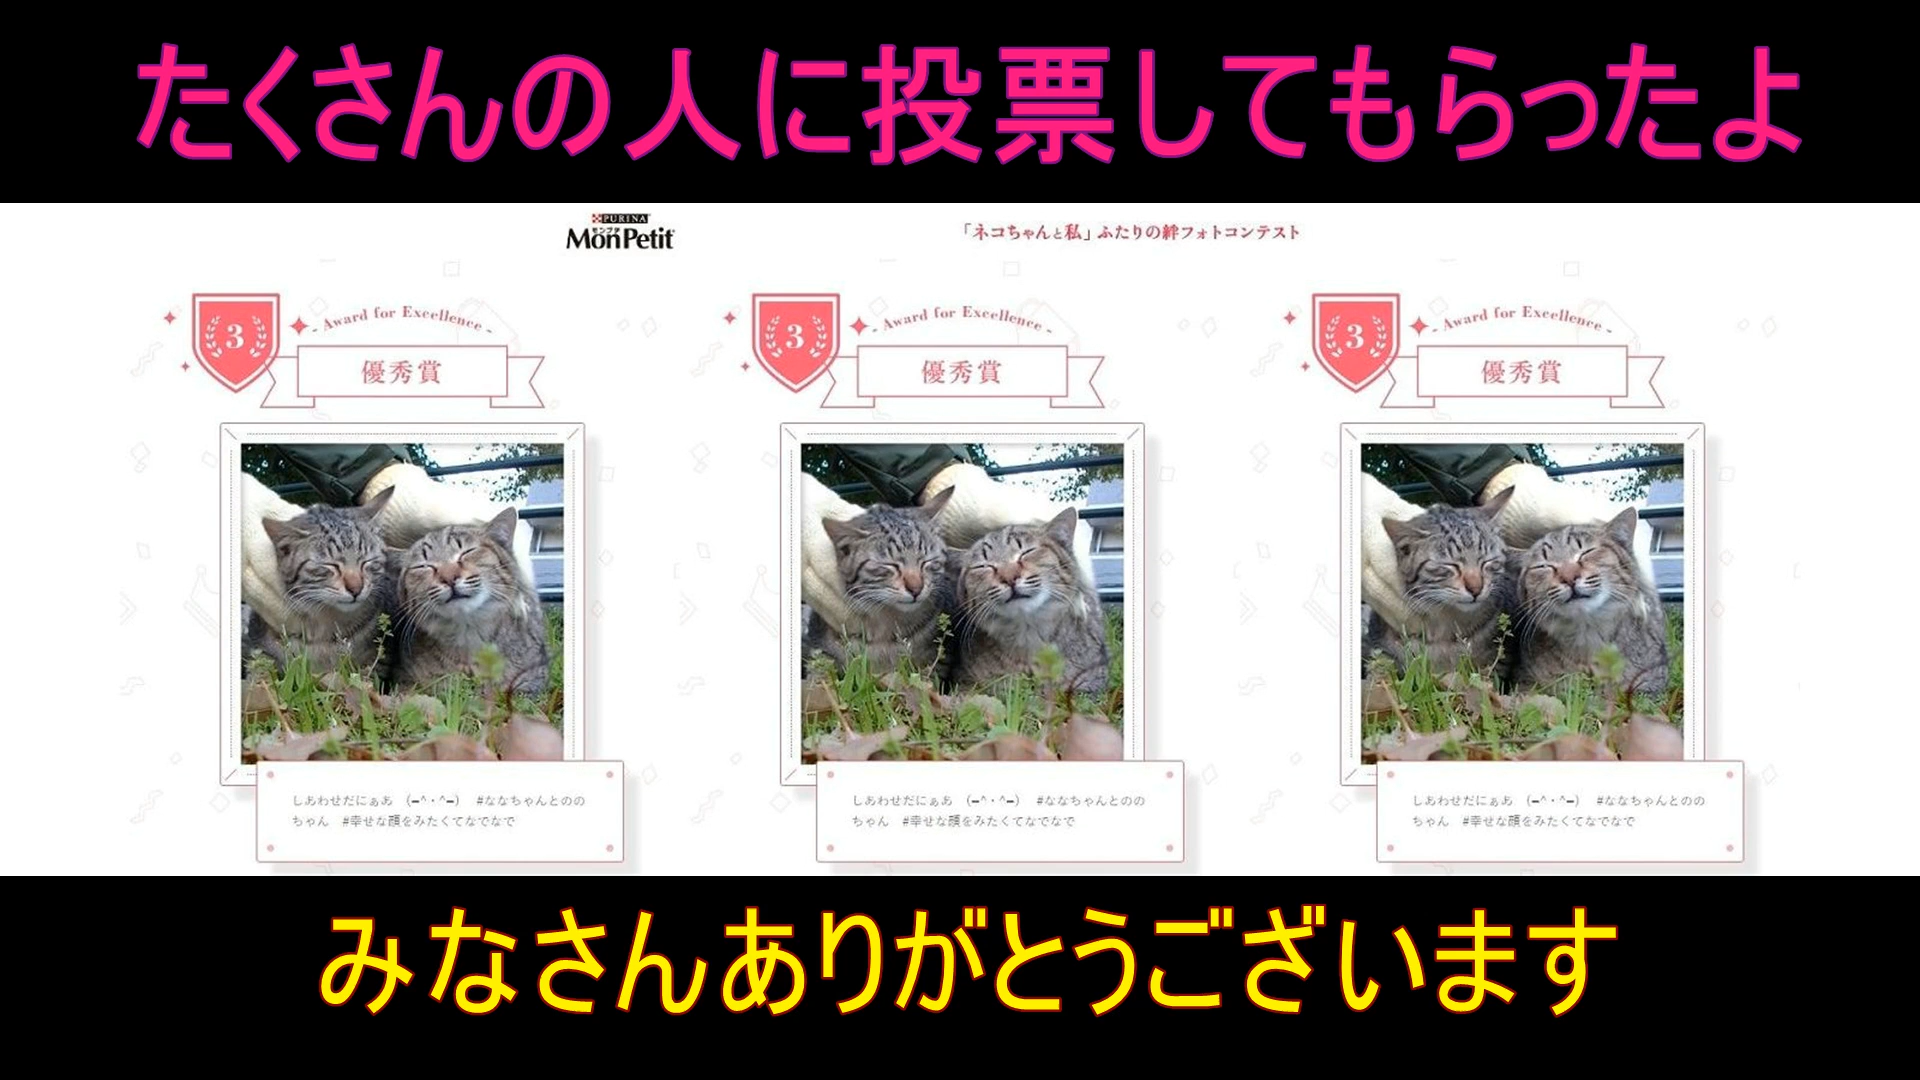 たくさんの人に投票してもらったよ
PURINA
モンプチ
MonPetit
「ネコちゃんと私」ふたりの絆フォトコンテスト
3
- Award for Excellence -
優秀賞
しあわせだにぁあ (━^・^━) #ななちゃんとのの
ちゃん #幸せな顔をみたくてなでなで
3
- Award for Excellence -
優秀賞
しあわせだにぁあ (━^・^━) #ななちゃんとのの
ちゃん #幸せな顔をみたくてなでなで
3
- Award for Excellence -
優秀賞
しあわせだにぁあ (━^・^━) #ななちゃんとのの
ちゃん #幸せな顔をみたくてなでなで
みなさんありがとうございます